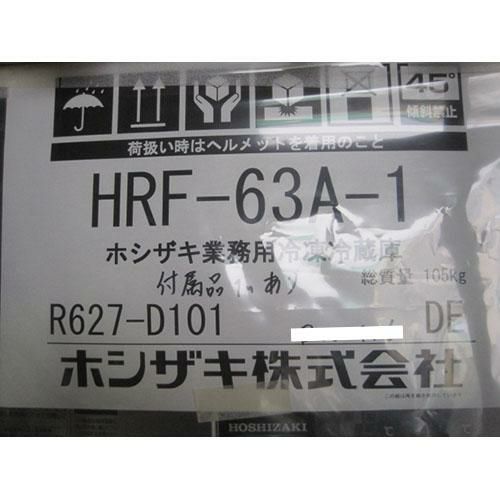 45°
傾斜禁止
荷扱い時はヘルメットを着用のこと
HRF-63A-1
ホシザキ業務用冷凍冷蔵庫
付属品 あり
総質量 105kg
R627-D101
DE
ホシザキ株式会社
HOSHIZAKI